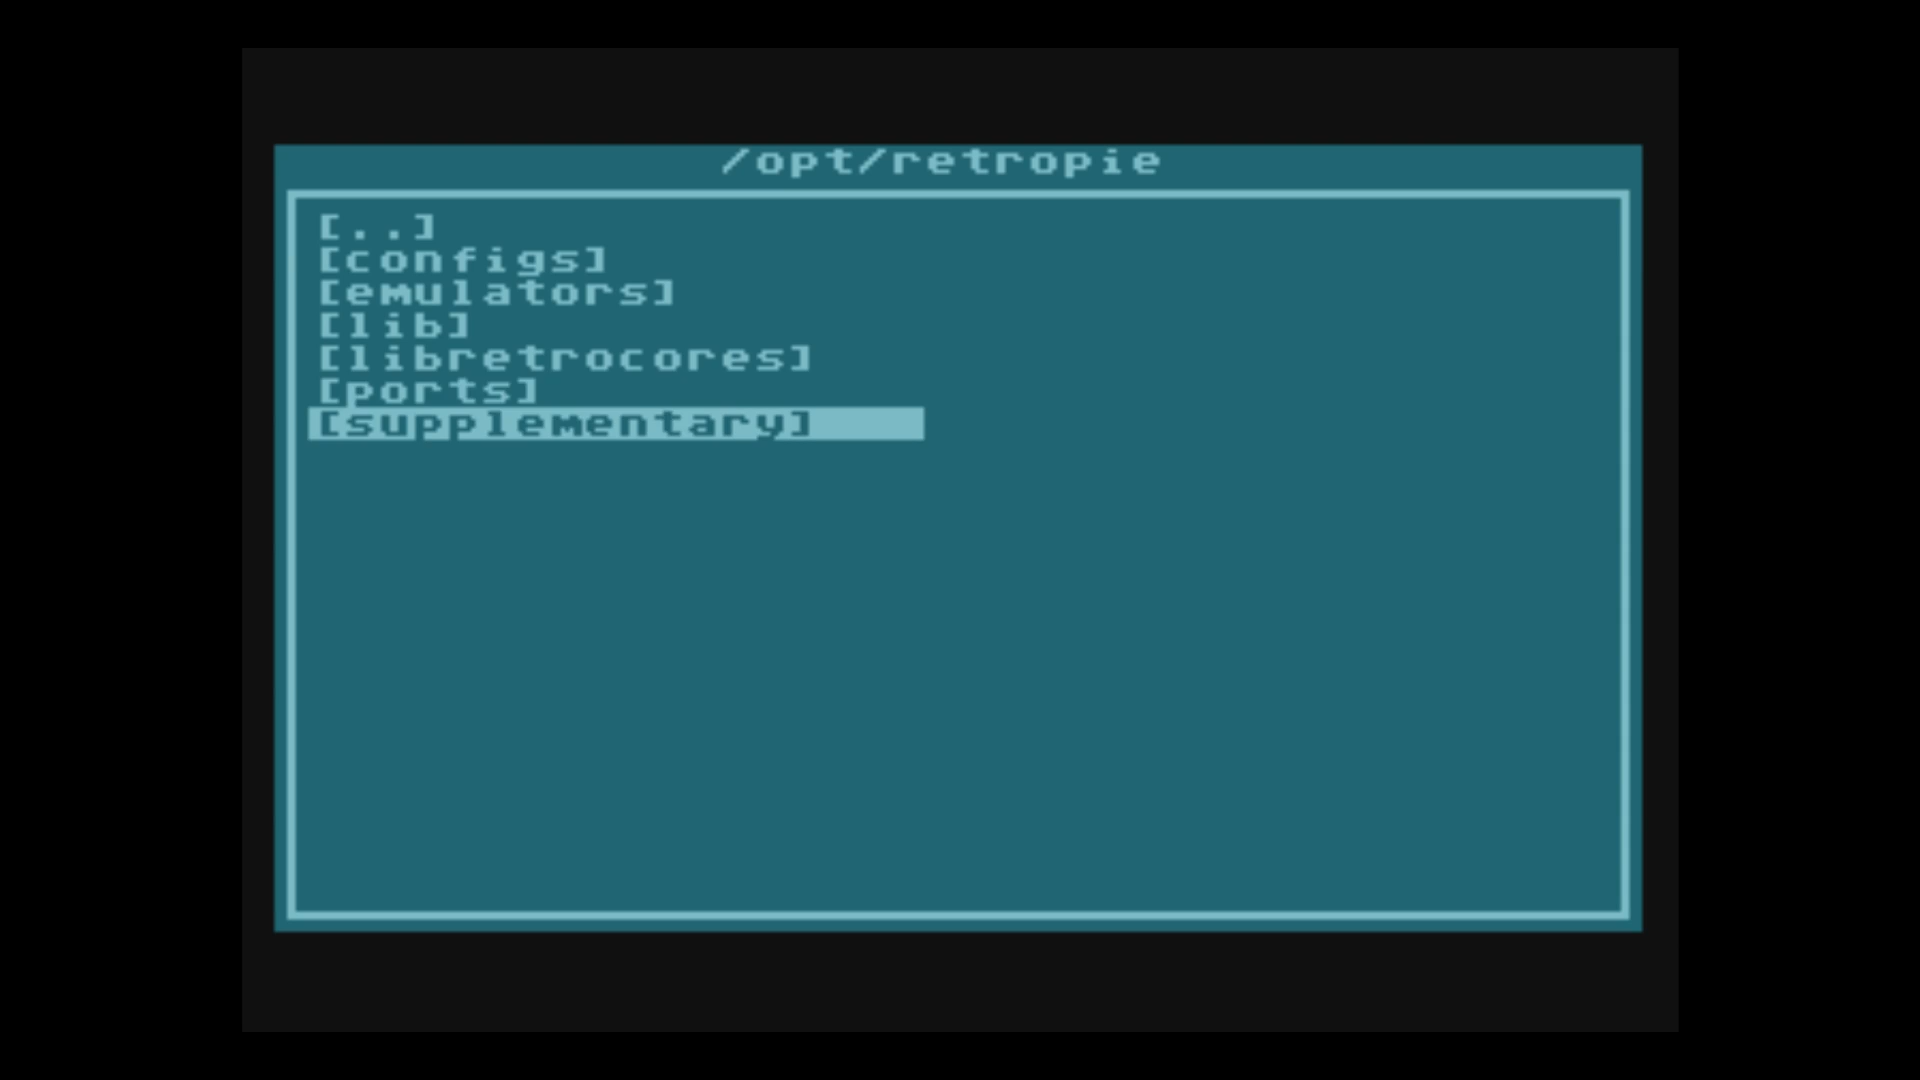 /opt/retropie
[..]
[configs]
[emulators]
[lib]
[libretrocores]
[ports]
[supplementary]